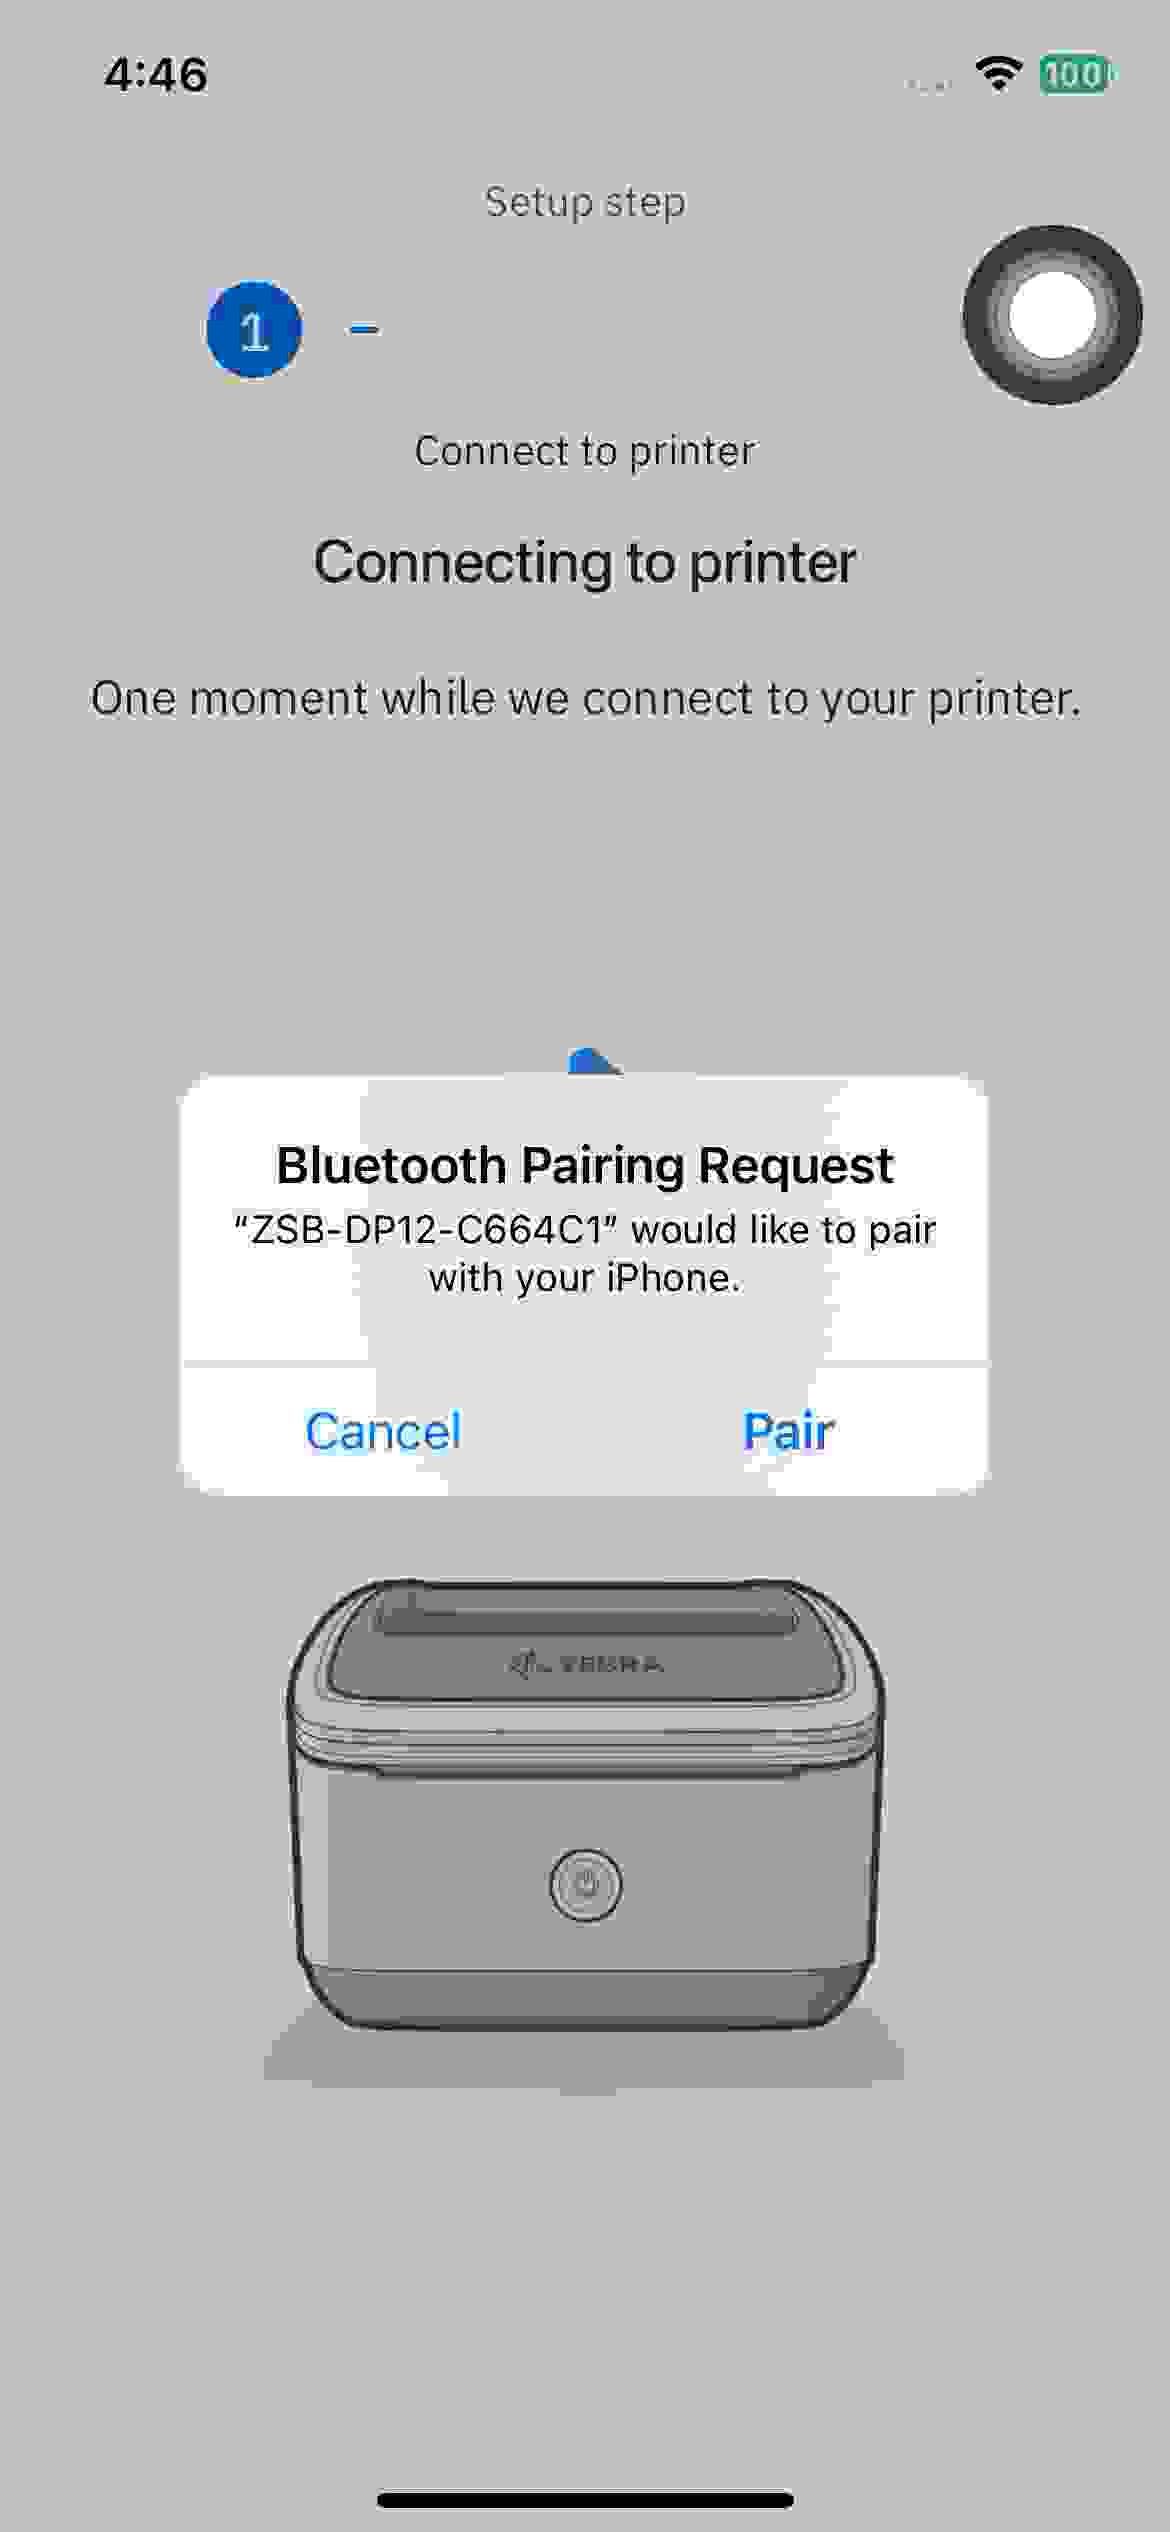 4:46
100
Setup step
1
Connect to printer
Connecting to printer
One moment while we connect to your printer.
Bluetooth Pairing Request
“ZSB-DP12-C664C1” would like to pair
with your iPhone.
Cancel
Pair
ZEBRA